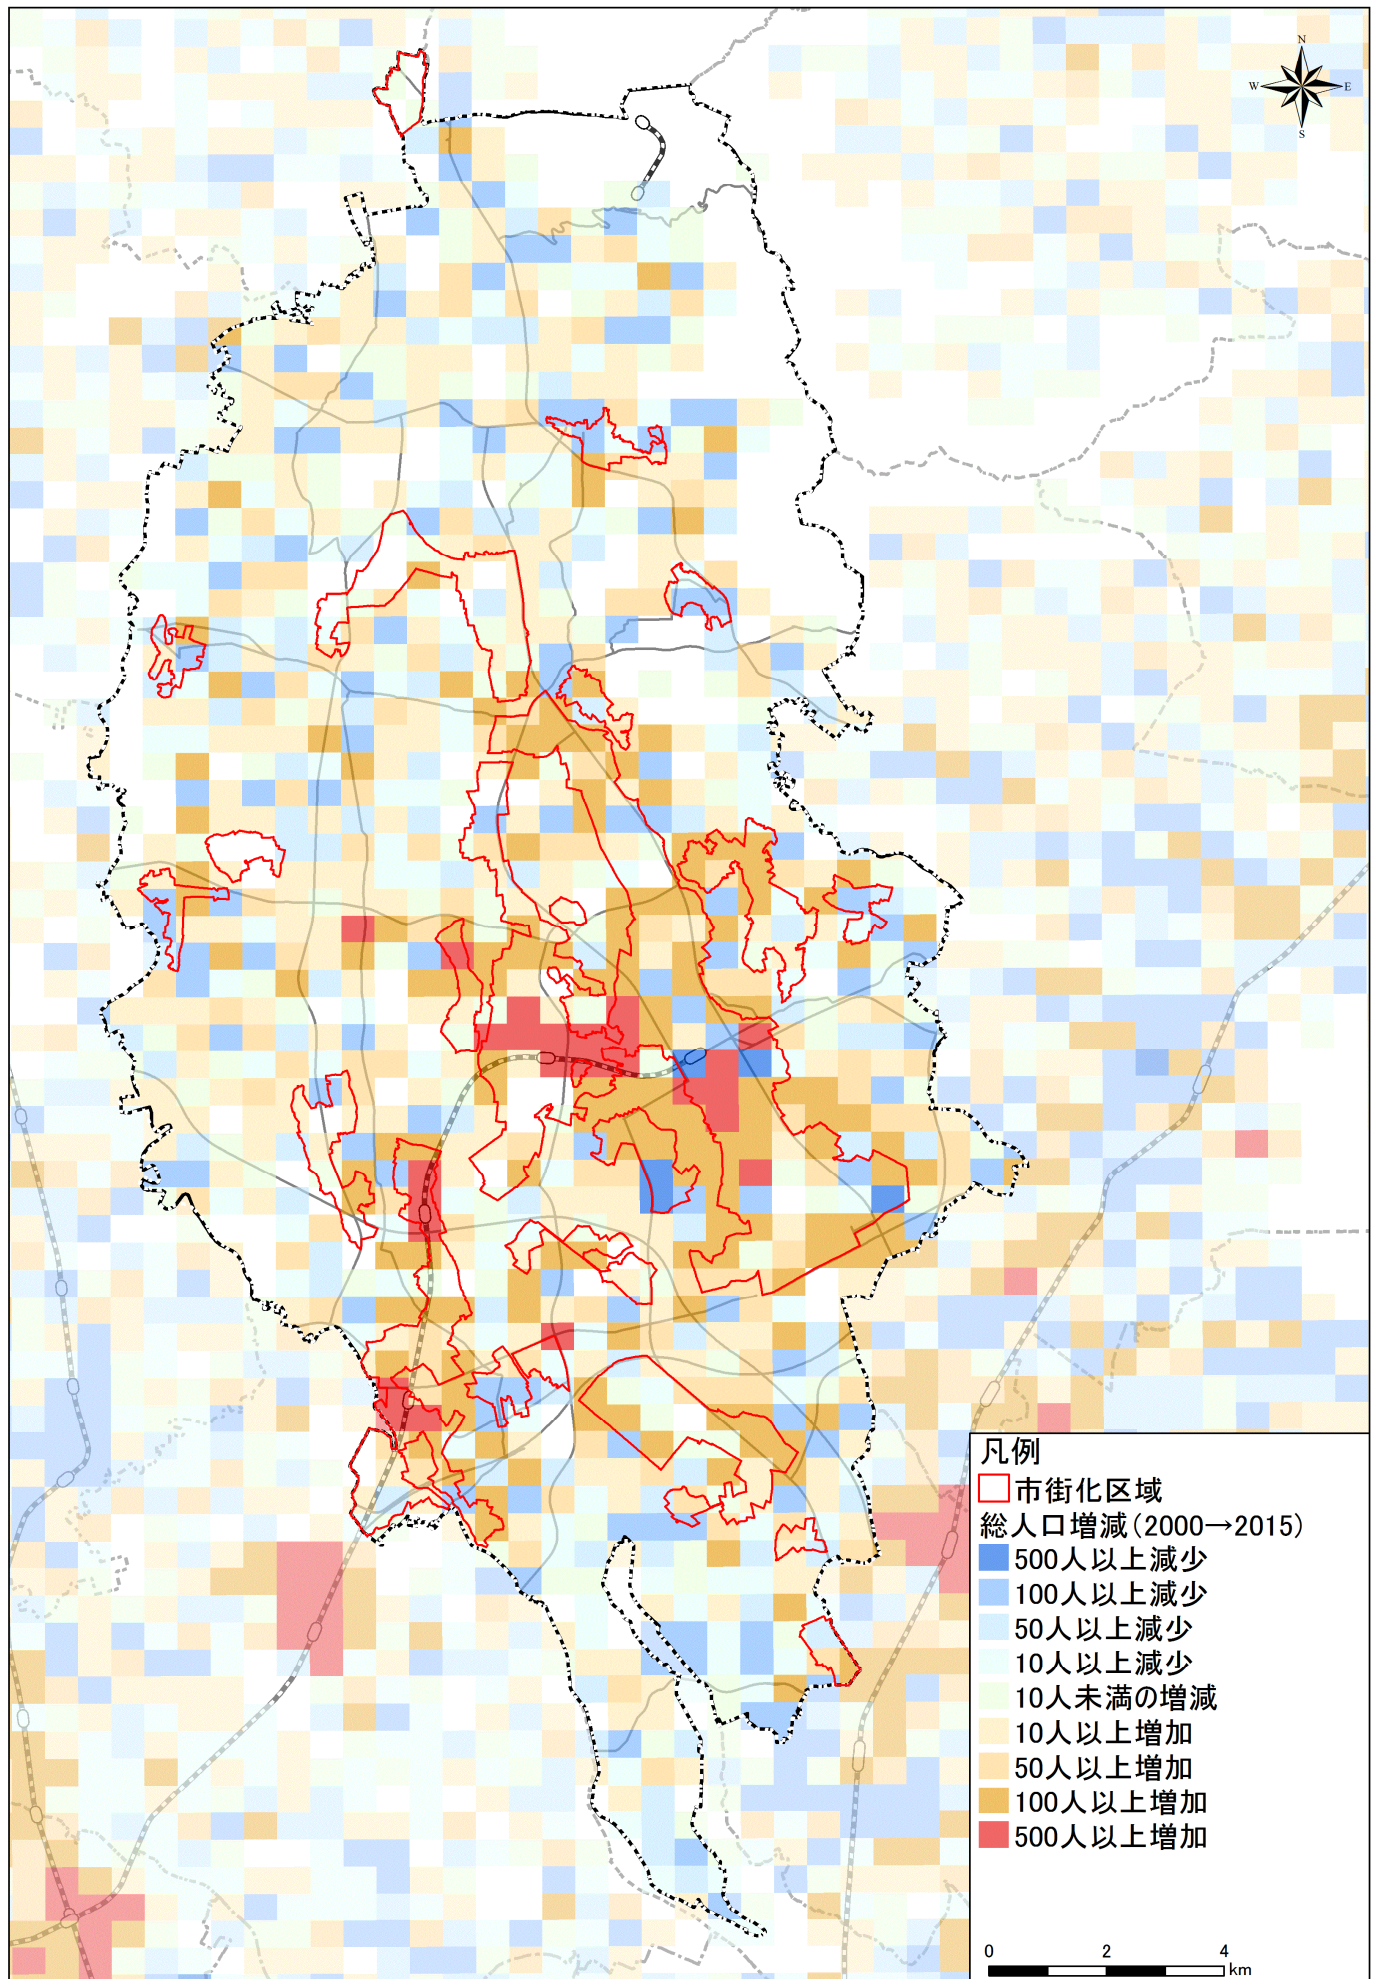 N
W E
S
凡例
市街化区域
総人口増減(2000→2015)
500人以上減少
100人以上減少
50人以上減少
10人以上減少
10人未満の増減
10人以上増加
50人以上増加
100人以上増加
500人以上増加
0 2 4
km